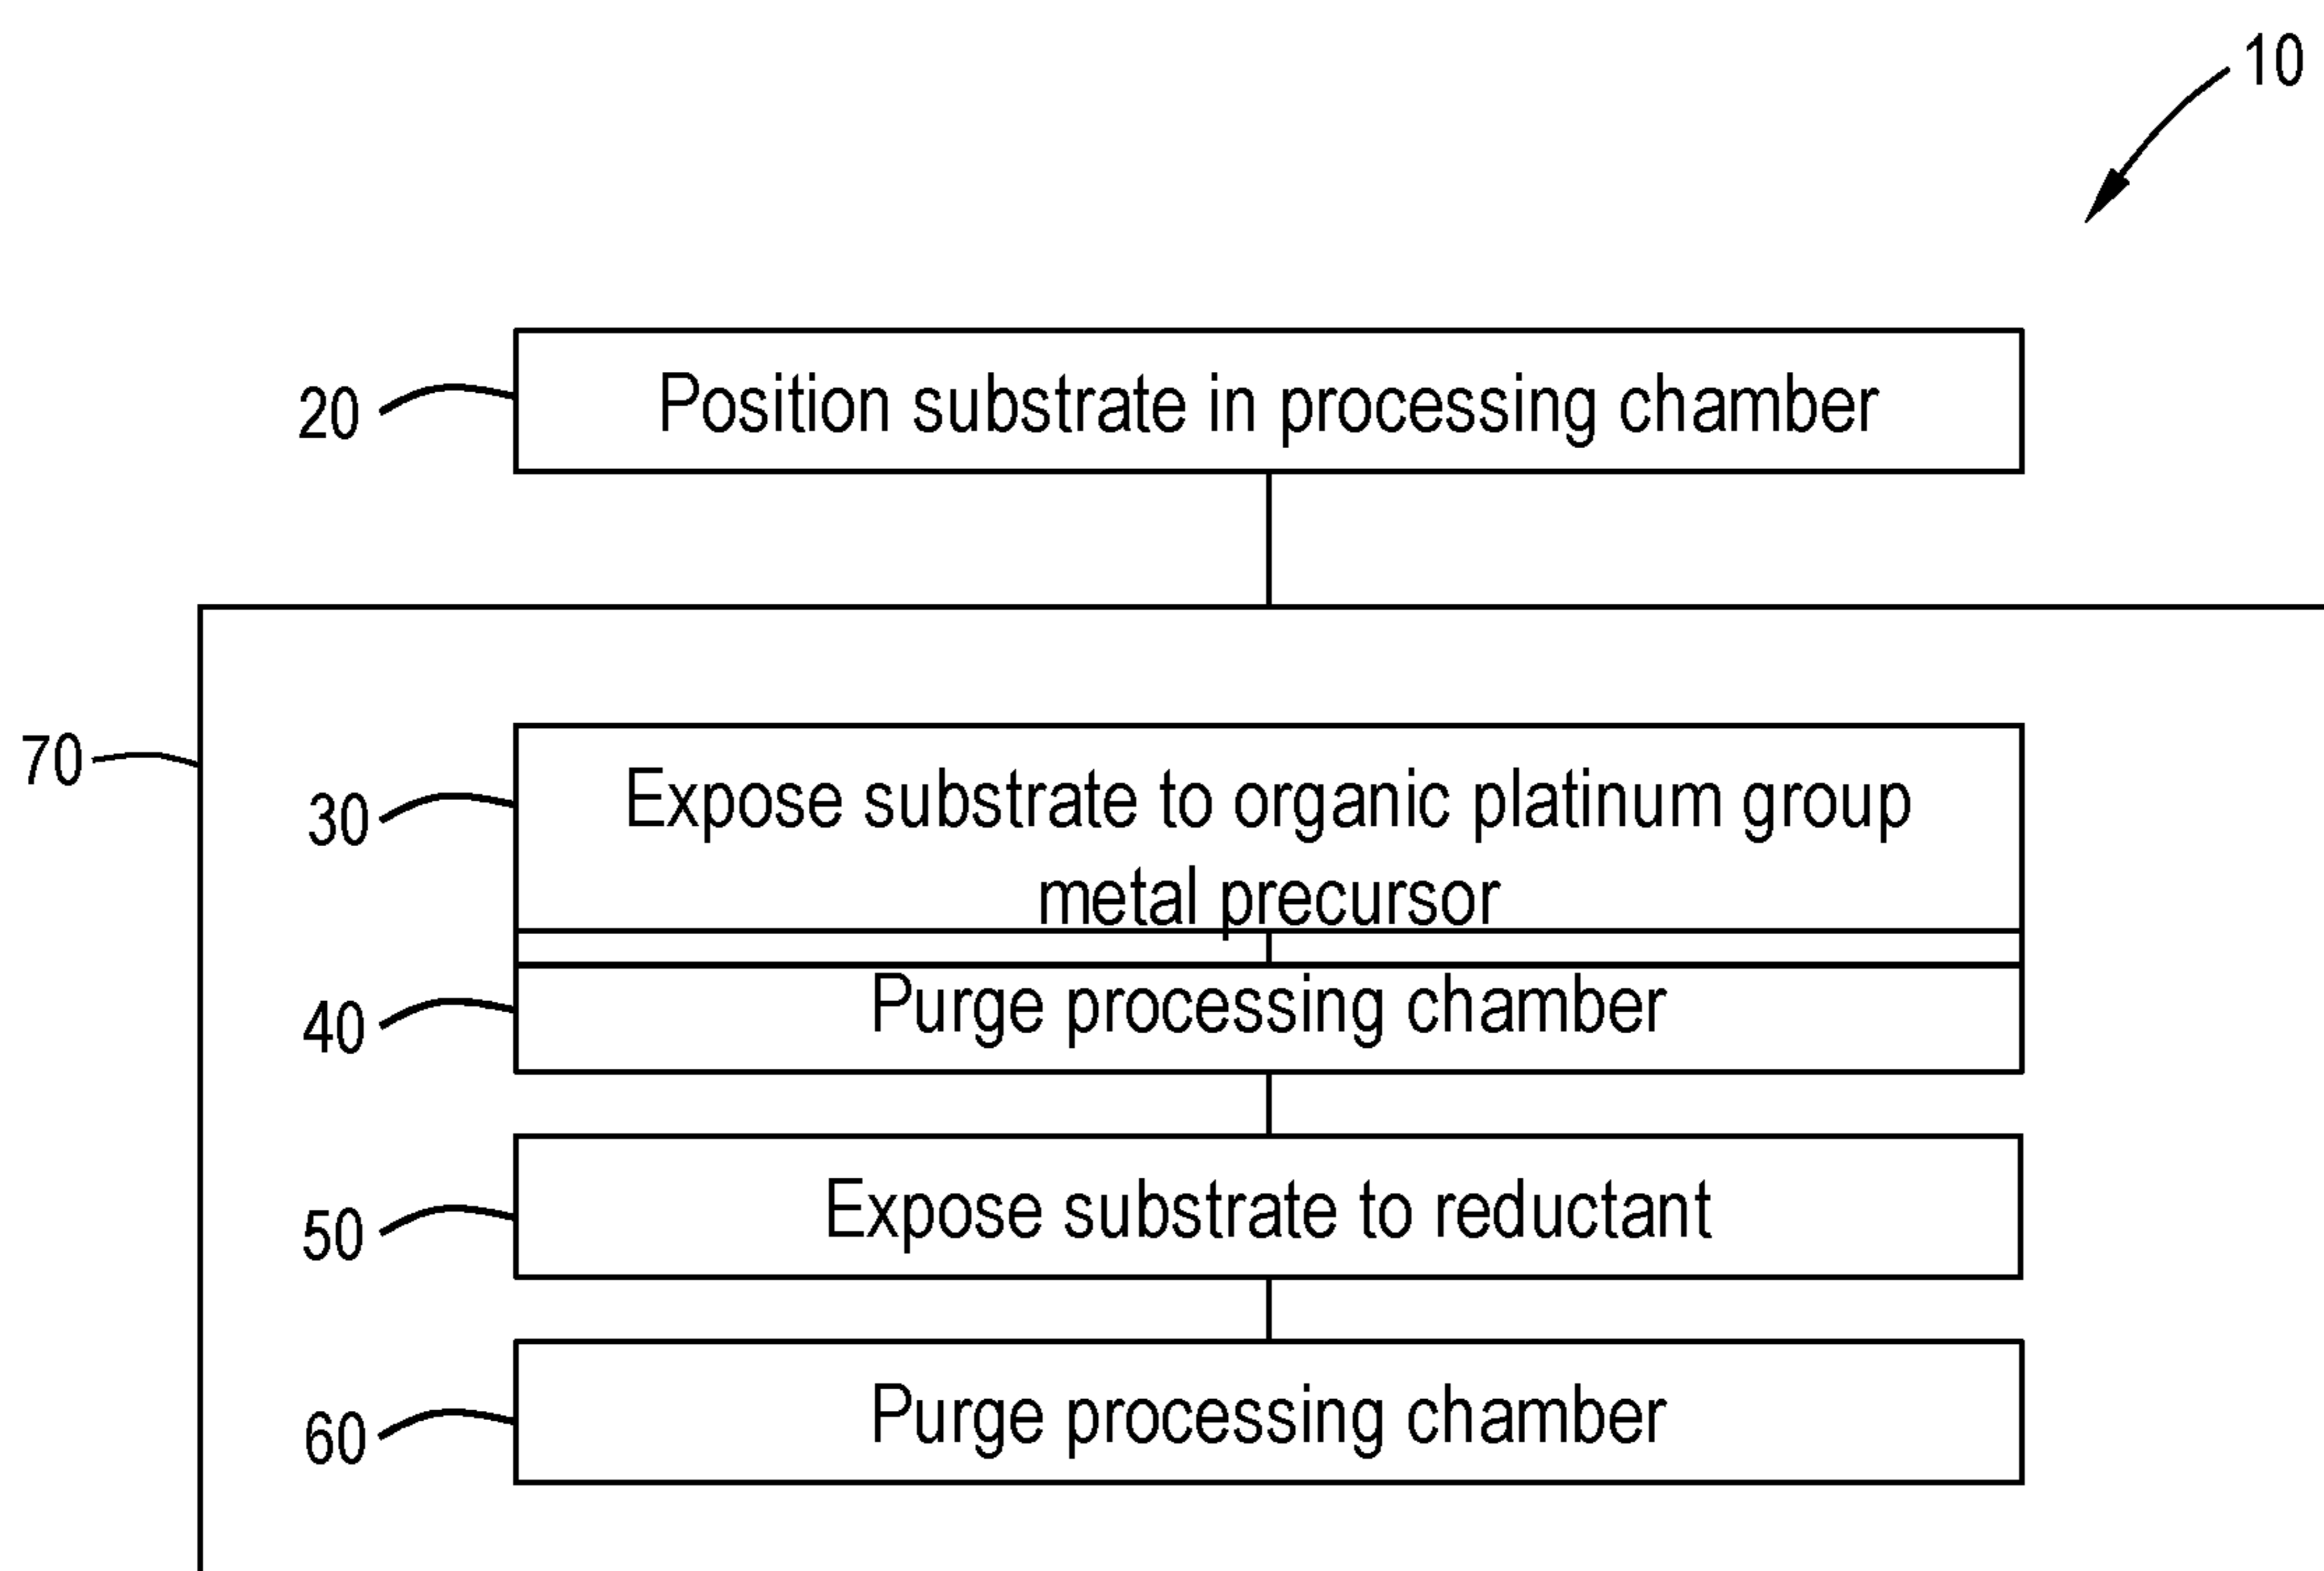 10
20 Position substrate in processing chamber
70
30 Expose substrate to organic platinum group
metal precursor
40 Purge processing chamber
50 Expose substrate to reductant
60 Purge processing chamber